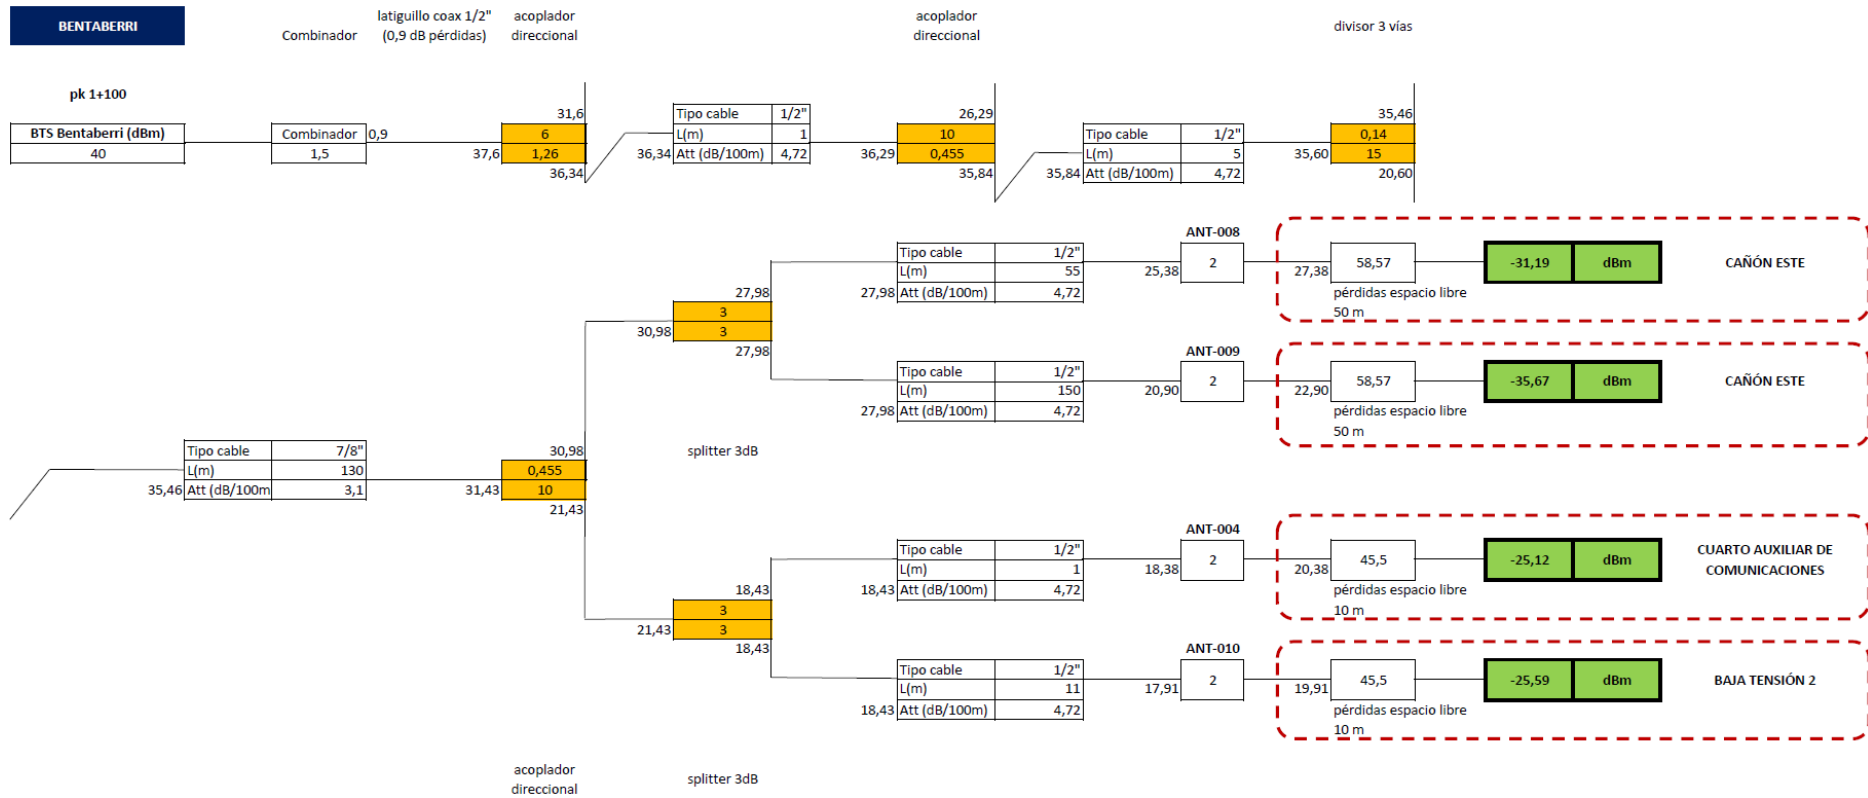 BENTABERRI
Combinador
latiguillo coax 1/2"
(0,9 dB pérdidas)
acoplador
direccional
acoplador
direccional
divisor 3 vías
pk 1+100
BTS Bentaberri (dBm)
40
Combinador 0,9
1,5
31,6
6
37,6 1,26
36,34
Tipo cable 1/2"
L(m) 1
36,34 Att (dB/100m) 4,72
26,29
10
36,29 0,455
35,84
Tipo cable 1/2"
L(m) 5
35,84 Att (dB/100m) 4,72
35,46
0,14
35,60 15
20,60
ANT-008
Tipo cable 1/2"
L(m) 55
27,98 Att (dB/100m) 4,72
25,38 2 27,38 58,57 -31,19 dBm CAÑÓN ESTE
pérdidas espacio libre
50 m
27,98
3
30,98 3
27,98
ANT-009
Tipo cable 1/2"
L(m) 150
27,98 Att (dB/100m) 4,72
20,90 2 22,90 58,57 -35,67 dBm CAÑÓN ESTE
pérdidas espacio libre
50 m
splitter 3dB
Tipo cable 7/8"
L(m) 130
35,46 Att (dB/100m 3,1
30,98
0,455
31,43 10
21,43
ANT-004
Tipo cable 1/2"
L(m) 1
18,43 Att (dB/100m) 4,72
18,38 2 20,38 45,5 -25,12 dBm CUARTO AUXILIAR DE
COMUNICACIONES
pérdidas espacio libre
10 m
18,43
3
21,43 3
18,43
ANT-010
Tipo cable 1/2"
L(m) 11
18,43 Att (dB/100m) 4,72
17,91 2 19,91 45,5 -25,59 dBm BAJA TENSIÓN 2
pérdidas espacio libre
10 m
acoplador
direccional
splitter 3dB